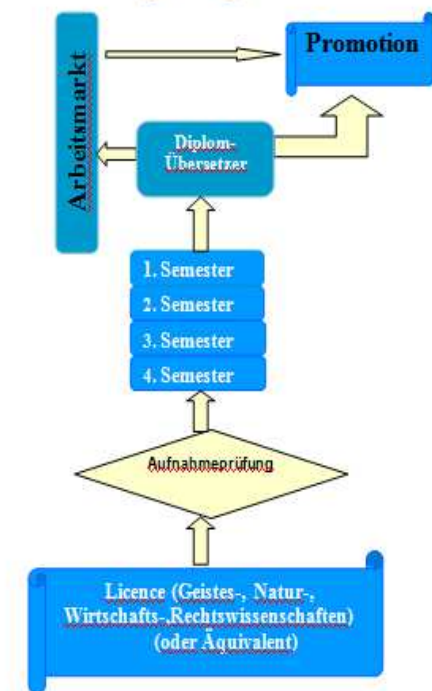 Arbeitsmarkt
Promotion
Diplom-
Übersetzer
1. Semester
2. Semester
3. Semester
4. Semester
Aufnahmeprüfung
Licence (Geistes-, Natur-,
Wirtschafts-,Rechtswissenschaften)
(oder Äquivalent)